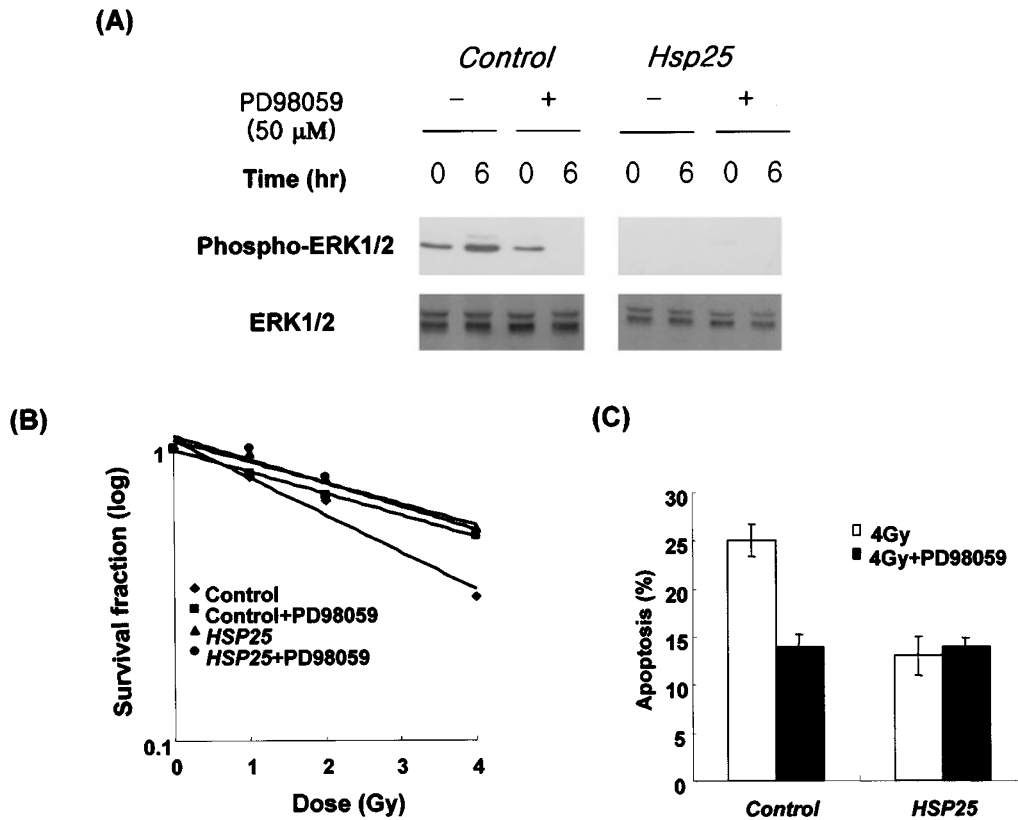 (A)
Control Hsp25
PD98059 − + − +
(50 μM)
Time (hr) 0 6 0 6 0 6 0 6
Phospho-ERK1/2
ERK1/2
(B)
Survival fraction (log)
1
0.1
0 1 2 3 4
Dose (Gy)
Control
Control+PD98059
HSP25
HSP25+PD98059
(C)
Apoptosis (%)
30
25
20
15
10
5
0
4Gy
4Gy+PD98059
Control HSP25